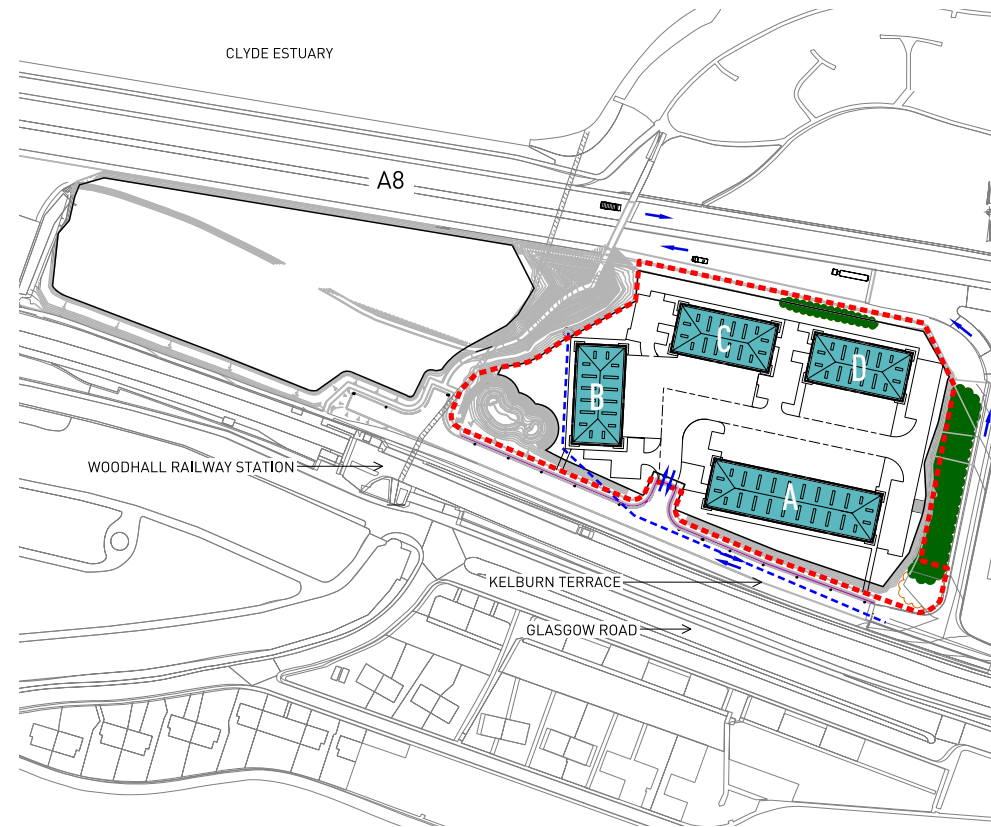 CLYDE ESTUARY
A8
C
D
B
WOODHALL RAILWAY STATION
A
KELBURN TERRACE
GLASGOW ROAD